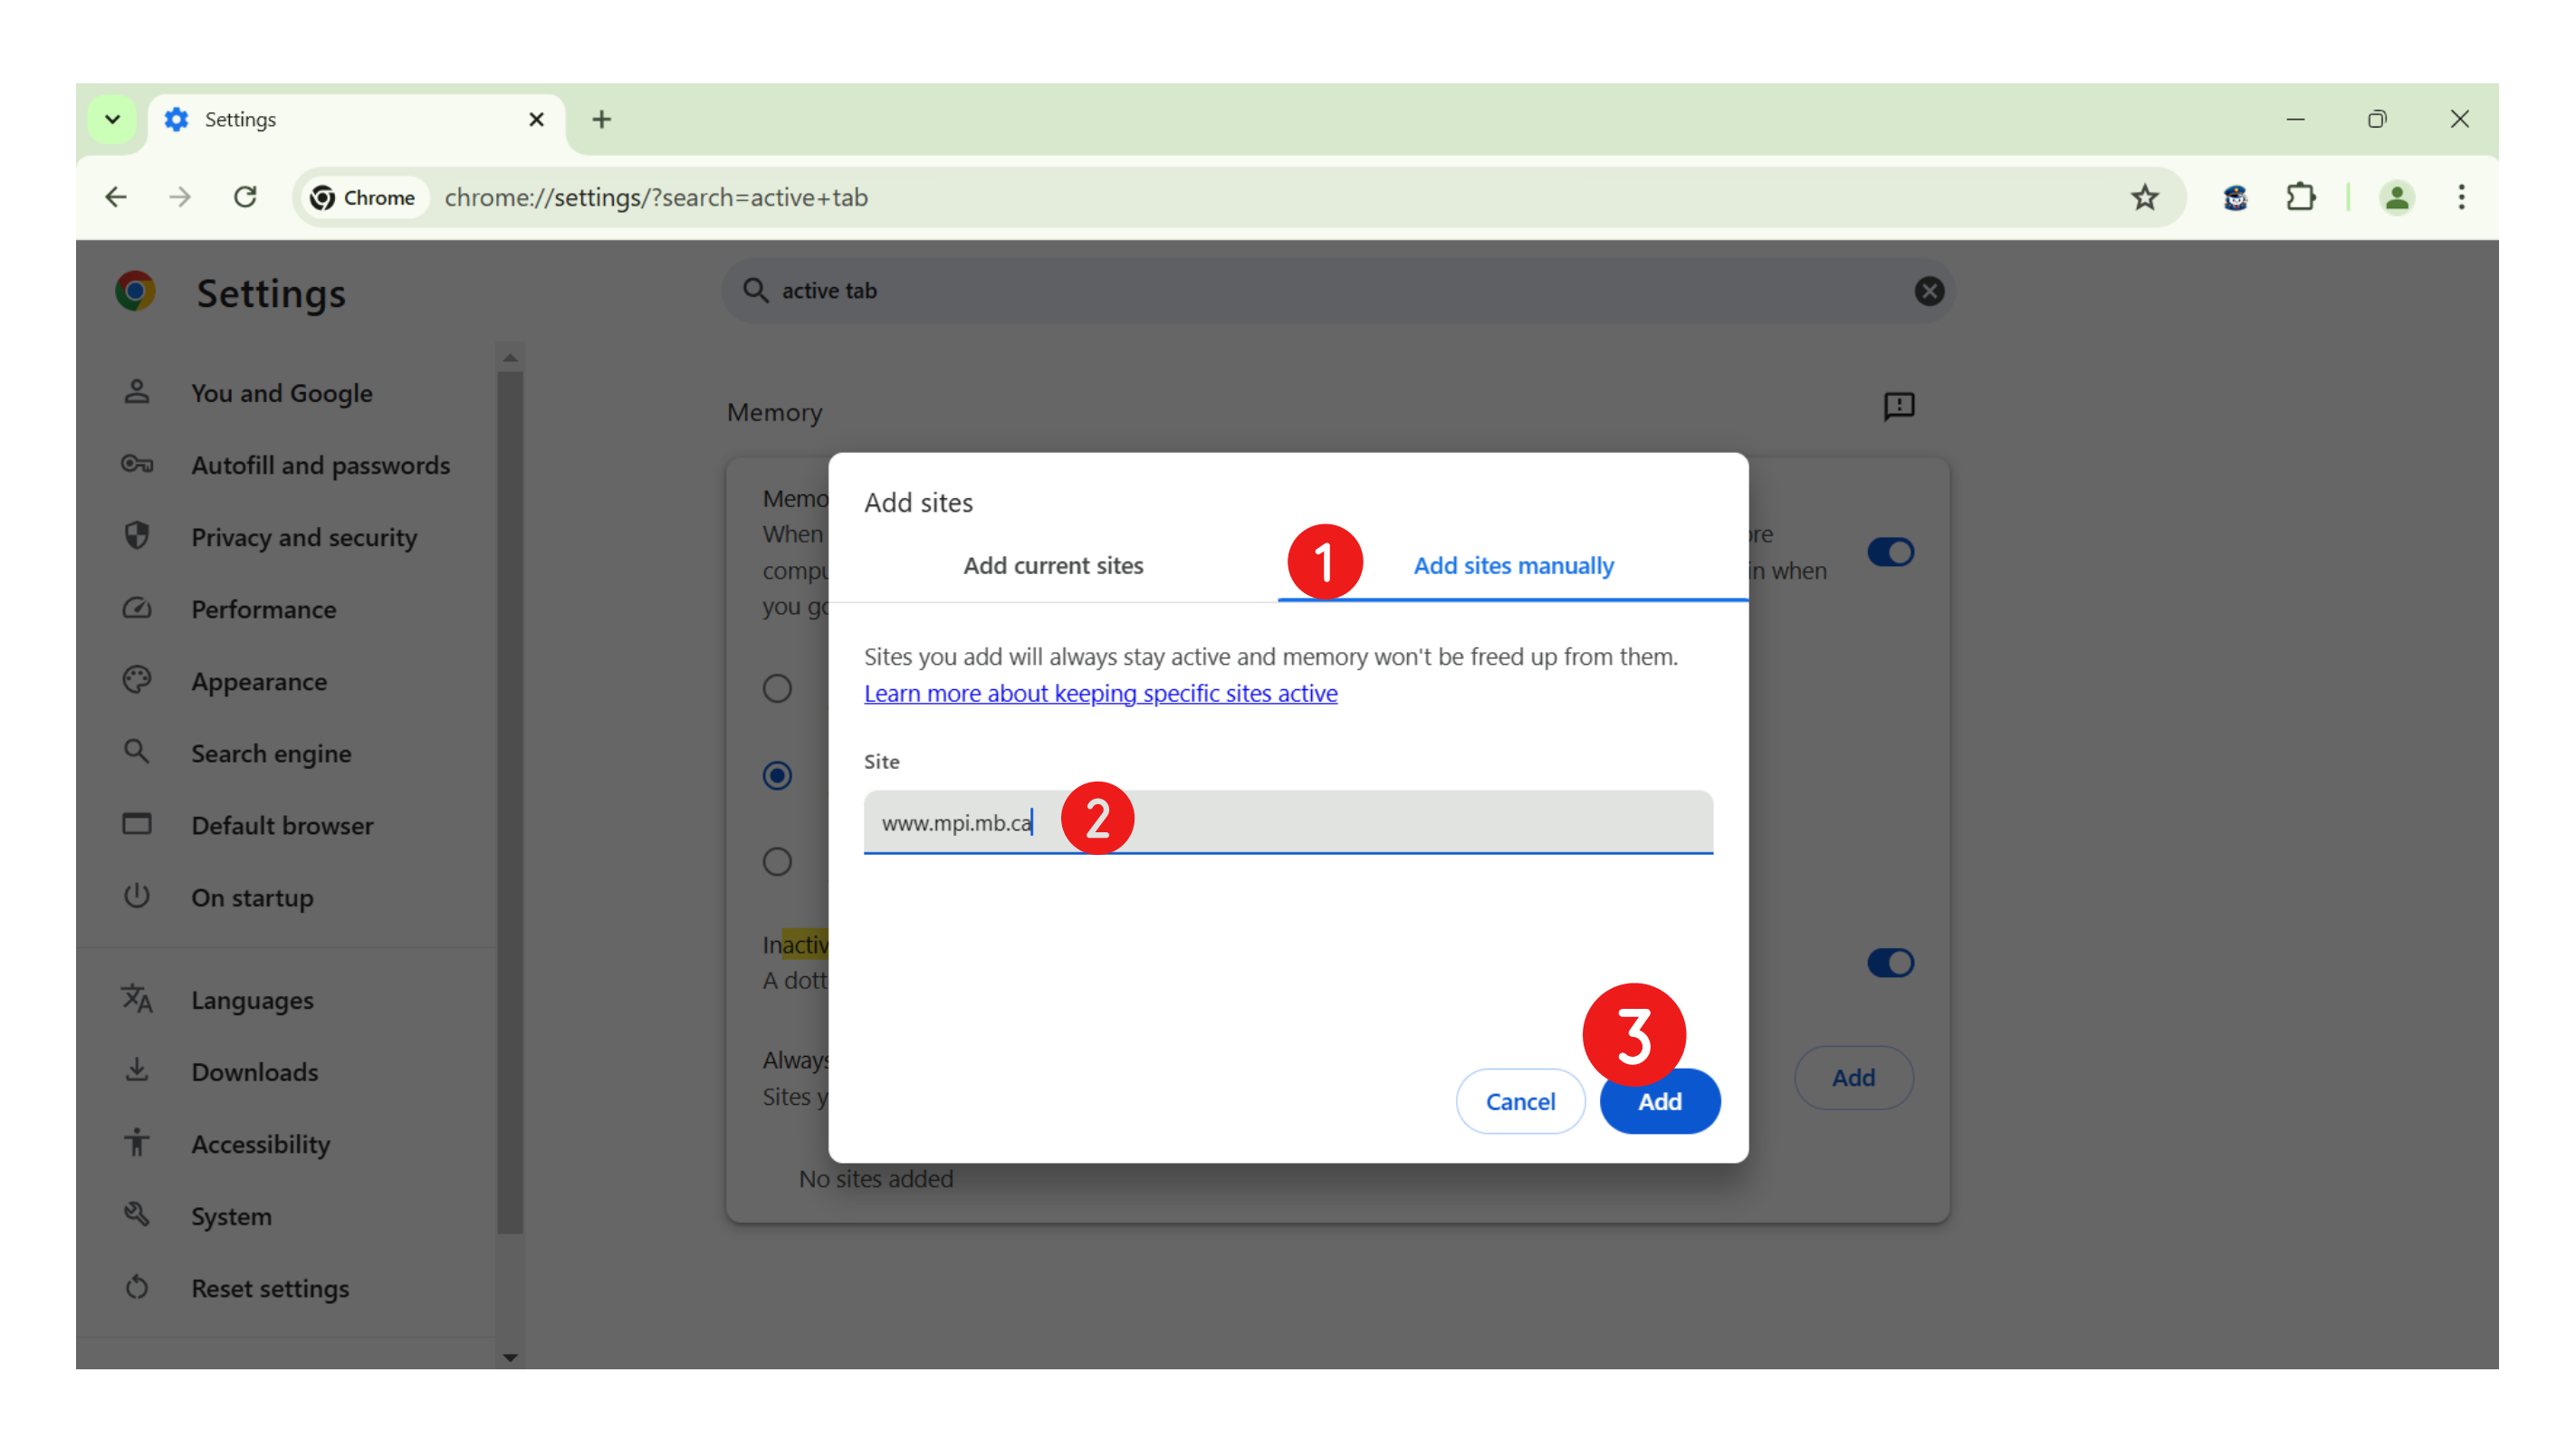 Settings
Chrome
chrome://settings/?search=active+tab
Settings
active tab
You and Google
Autofill and passwords
Privacy and security
Performance
Appearance
Search engine
Default browser
On startup
Languages
Downloads
Accessibility
System
Reset settings
Memory
Memo
When
compu
you go
ore
in when
Inactiv
A dott
Always
Sites y
Add
No sites added
Add sites
Add current sites
1
Add sites manually
Sites you add will always stay active and memory won't be freed up from them.
Learn more about keeping specific sites active
Site
www.mpi.mb.ca
2
3
Cancel
Add